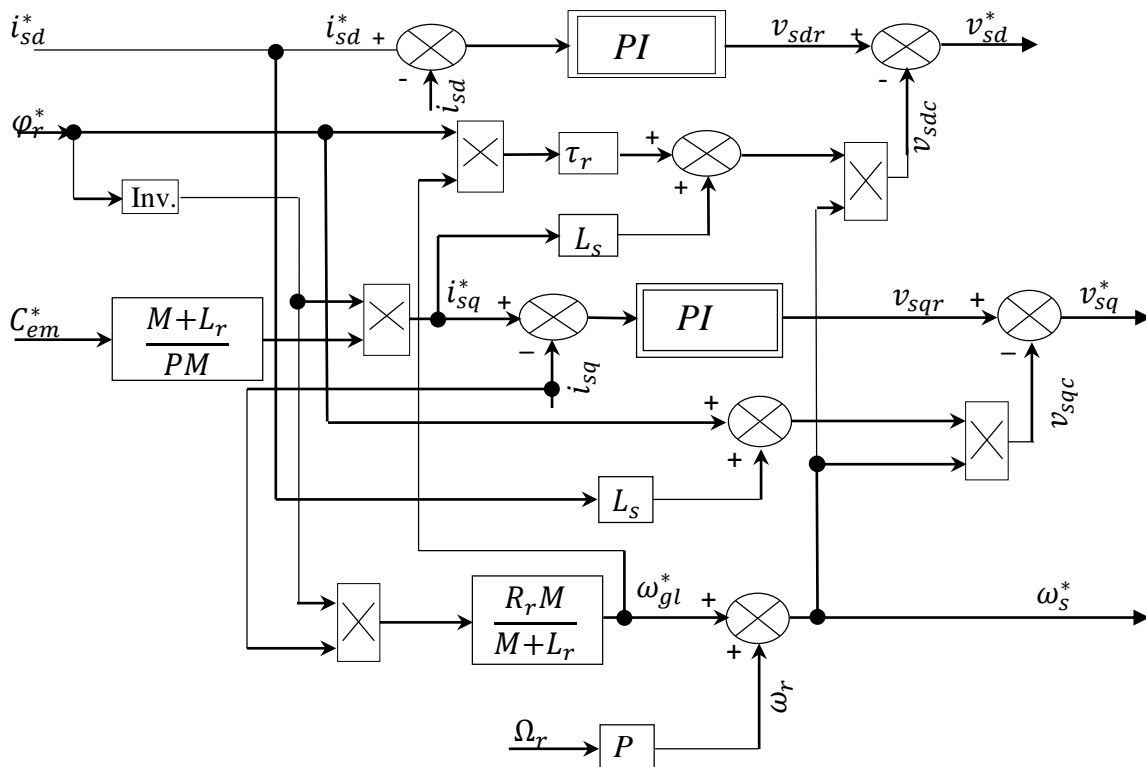 i*sd
i*sd
+
-
isd
PI
vsdr
+
-
v*sd
vsdc
φ*r
Inv.
τr
+
+
Ls
C*em
M+Lr
PM
i*sq
+
−
isq
PI
vsqr
+
−
v*sq
vsqc
+
+
Ls
RrM
M+Lr
ω*gl
+
+
ωr
ω*s
Ωr
P